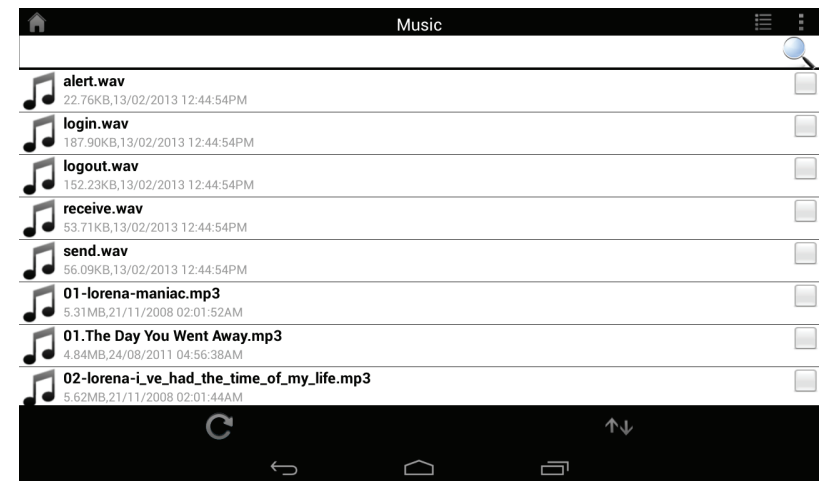 Music
alert.wav
22.76KB,13/02/2013 12:44:54PM
login.wav
187.90KB,13/02/2013 12:44:54PM
logout.wav
152.23KB,13/02/2013 12:44:54PM
receive.wav
53.71KB,13/02/2013 12:44:54PM
send.wav
56.09KB,13/02/2013 12:44:54PM
01-lorena-maniac.mp3
5.31MB,21/11/2008 02:01:52AM
01.The Day You Went Away.mp3
4.84MB,24/08/2011 04:56:38AM
02-lorena-i_ve_had_the_time_of_my_life.mp3
5.62MB,21/11/2008 02:01:44AM